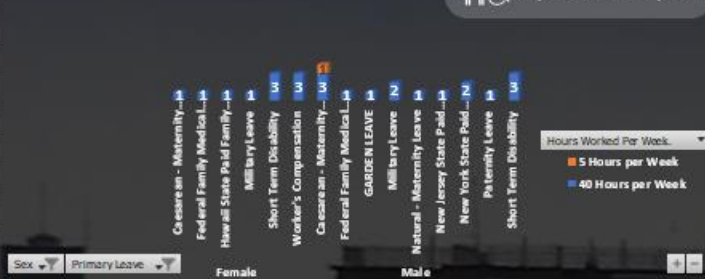 1
1
1
1
3
3
1
3
1
1
2
1
1
2
1
3
Caesarean - Maternity...
Federal Family Medical...
Hawaii State Paid Family...
Military Leave
Short Term Disability
Worker's Compensation
Caesarean - Maternity...
Federal Family Medical...
GARDEN LEAVE
Military Leave
Natural - Maternity Leave
New Jersey State Paid...
New York State Paid...
Paternity Leave
Short Term Disability
Female
Male
Hours Worked Per Week.
5 Hours per Week
40 Hours per Week
Sex
Primary Leave
+ -